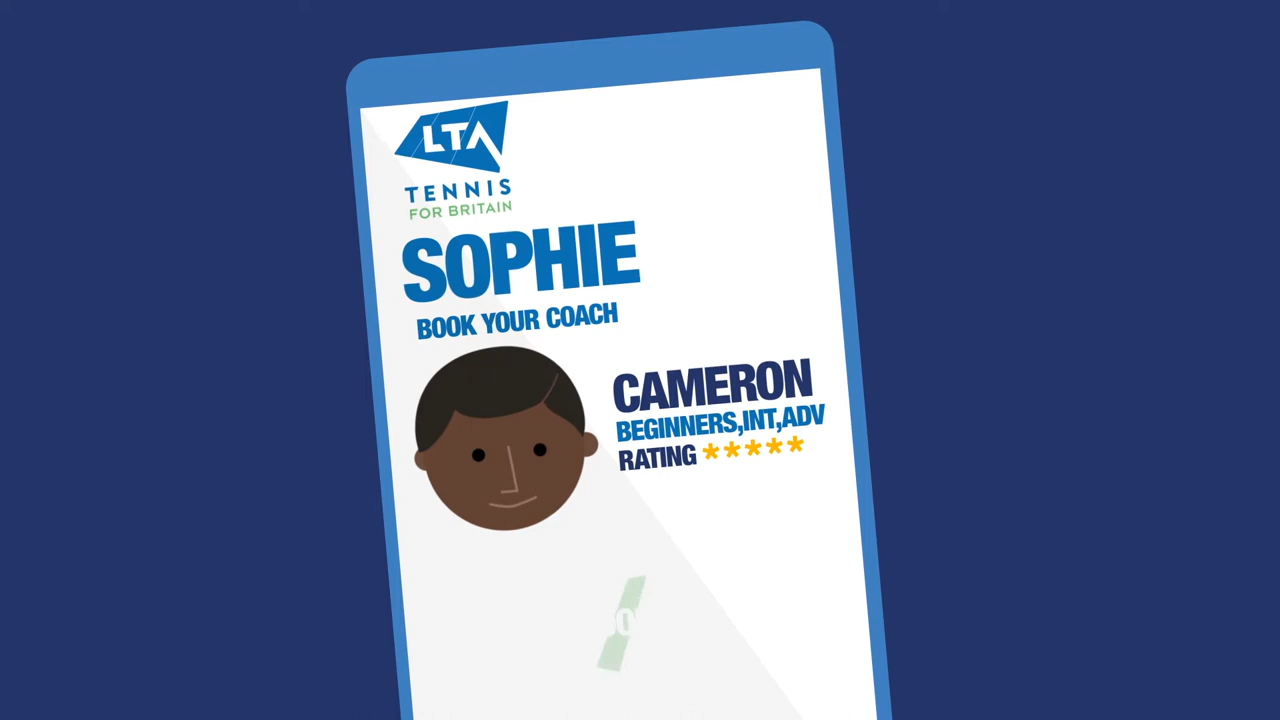 LTA
TENNIS
FOR BRITAIN
SOPHIE
BOOK YOUR COACH
CAMERON
BEGINNERS,INT,ADV
RATING *****